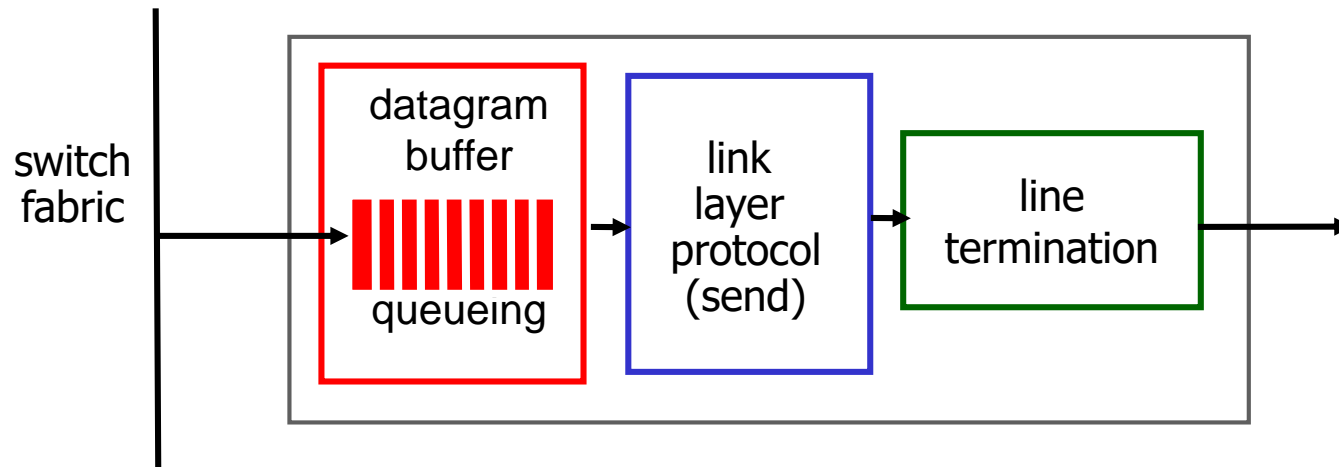 switch
fabric
datagram
buffer
queueing
link
layer
protocol
(send)
line
termination